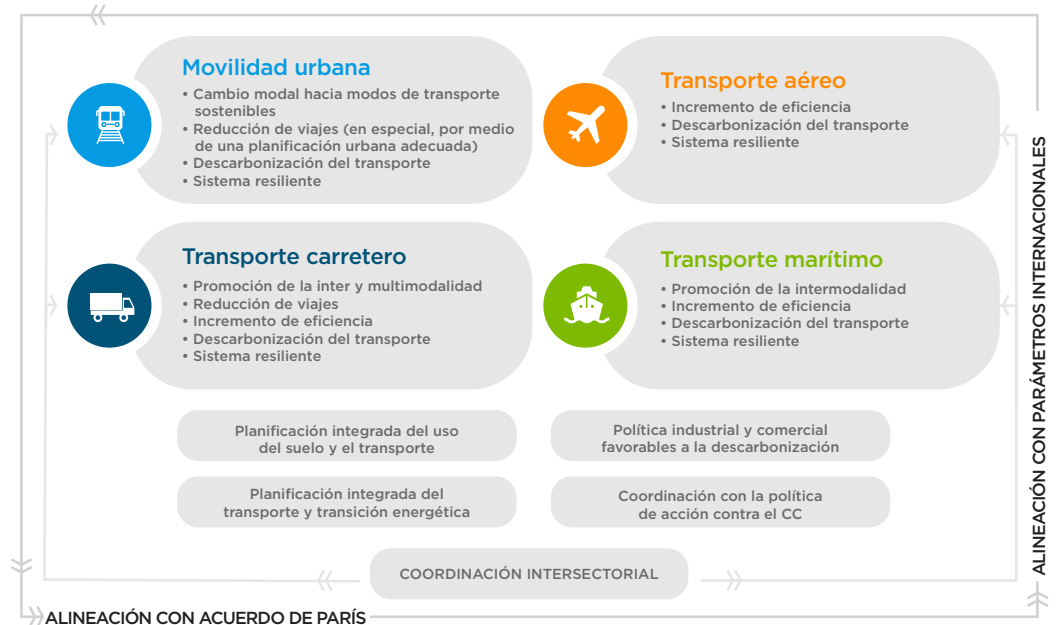 Movilidad urbana
• Cambio modal hacia modos de transporte
sostenibles
• Reducción de viajes (en especial, por medio
de una planificación urbana adecuada)
• Descarbonización del transporte
• Sistema resiliente
Transporte aéreo
• Incremento de eficiencia
• Descarbonización del transporte
• Sistema resiliente
Transporte carretero
• Promoción de la inter y multimodalidad
• Reducción de viajes
• Incremento de eficiencia
• Descarbonización del transporte
• Sistema resiliente
Transporte marítimo
• Promoción de la intermodalidad
• Incremento de eficiencia
• Descarbonización del transporte
• Sistema resiliente
Planificación integrada del uso
del suelo y el transporte
Política industrial y comercial
favorables a la descarbonización
Planificación integrada del
transporte y transición energética
Coordinación con la política
de acción contra el CC
COORDINACIÓN INTERSECTORIAL
ALINEACIÓN CON ACUERDO DE PARÍS
ALINEACIÓN CON PARÁMETROS INTERNACIONALES